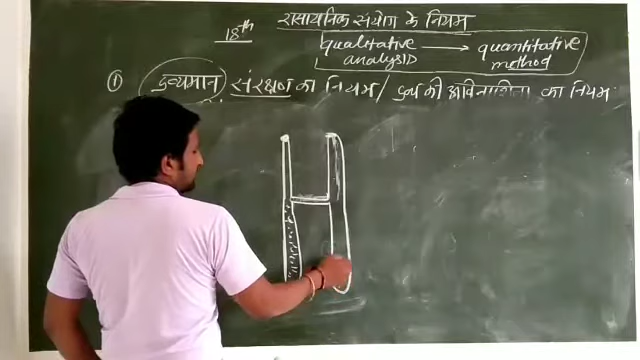 18th रासायनिक संयोग के नियम
qualitative analysis → quantitative method
① द्रव्यमान संरक्षण का नियम / द्रव्य की अविनाशिता का नियम